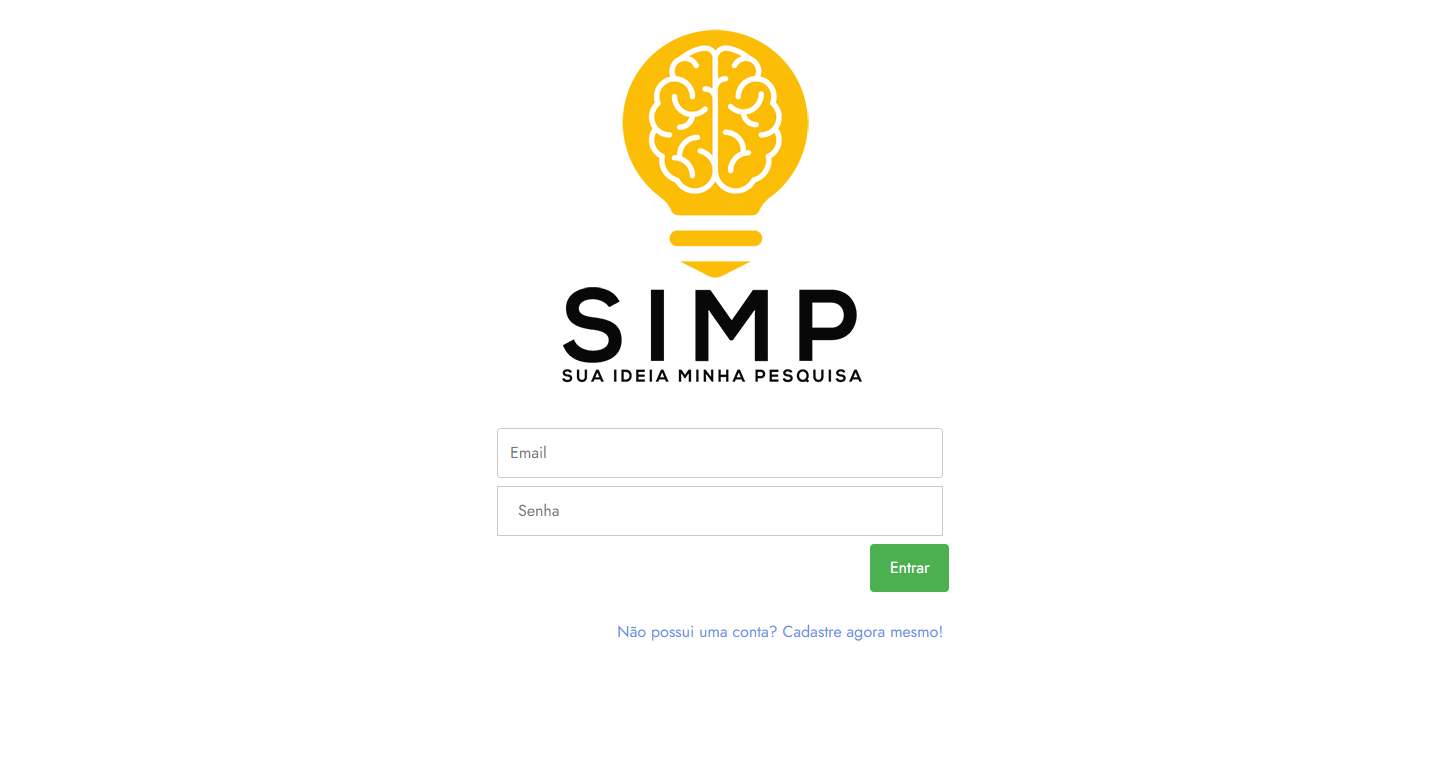 SIMP
SUA IDEIA MINHA PESQUISA
Email
Senha
Entrar
Não possui uma conta? Cadastre agora mesmo!